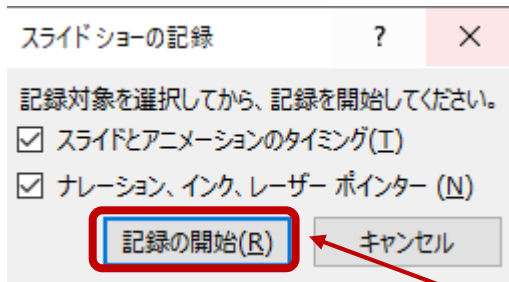 スライド ショーの記録 ? ×
記録対象を選択してから、記録を開始してください。
スライドとアニメーションのタイミング(T)
ナレーション、インク、レーザー ポインター (N)
記録の開始(R) キャンセル